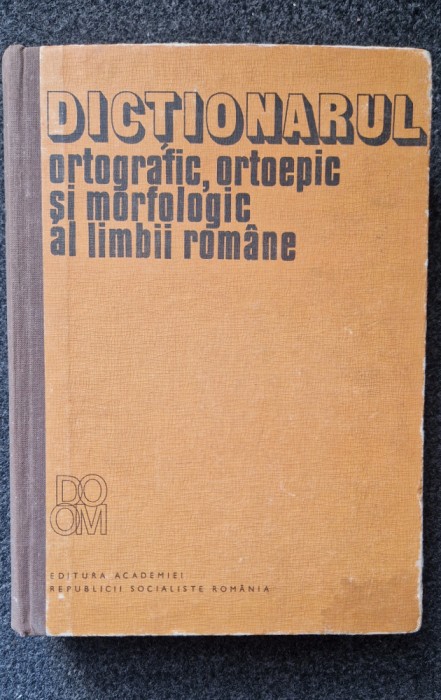 DICȚIONARUL
ortografic, ortoepic
și morfologic
al limbii române
DO
OM
EDITURA ACADEMIEI
REPUBLICII SOCIALISTE ROMÂNIA